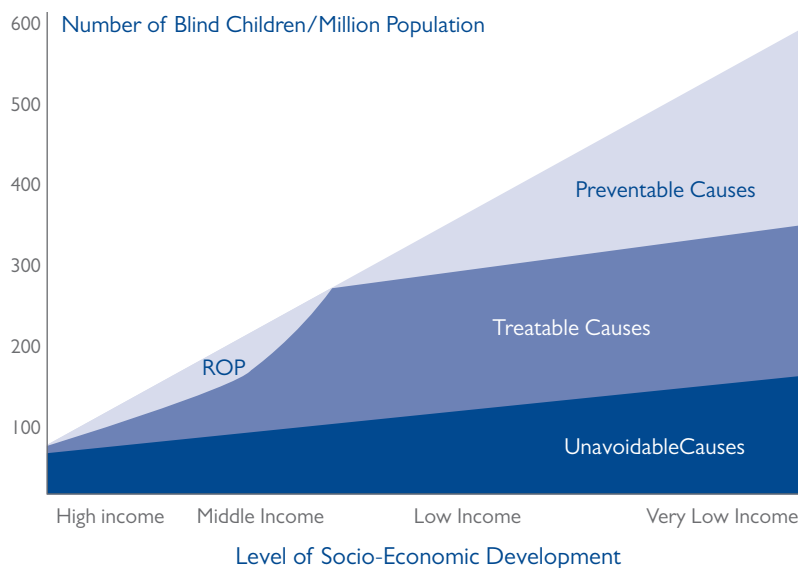 Number of Blind Children/Million Population
600
500
400
300
200
100
Preventable Causes
Treatable Causes
ROP
UnavoidableCauses
High income
Middle Income
Low Income
Very Low Income
Level of Socio-Economic Development